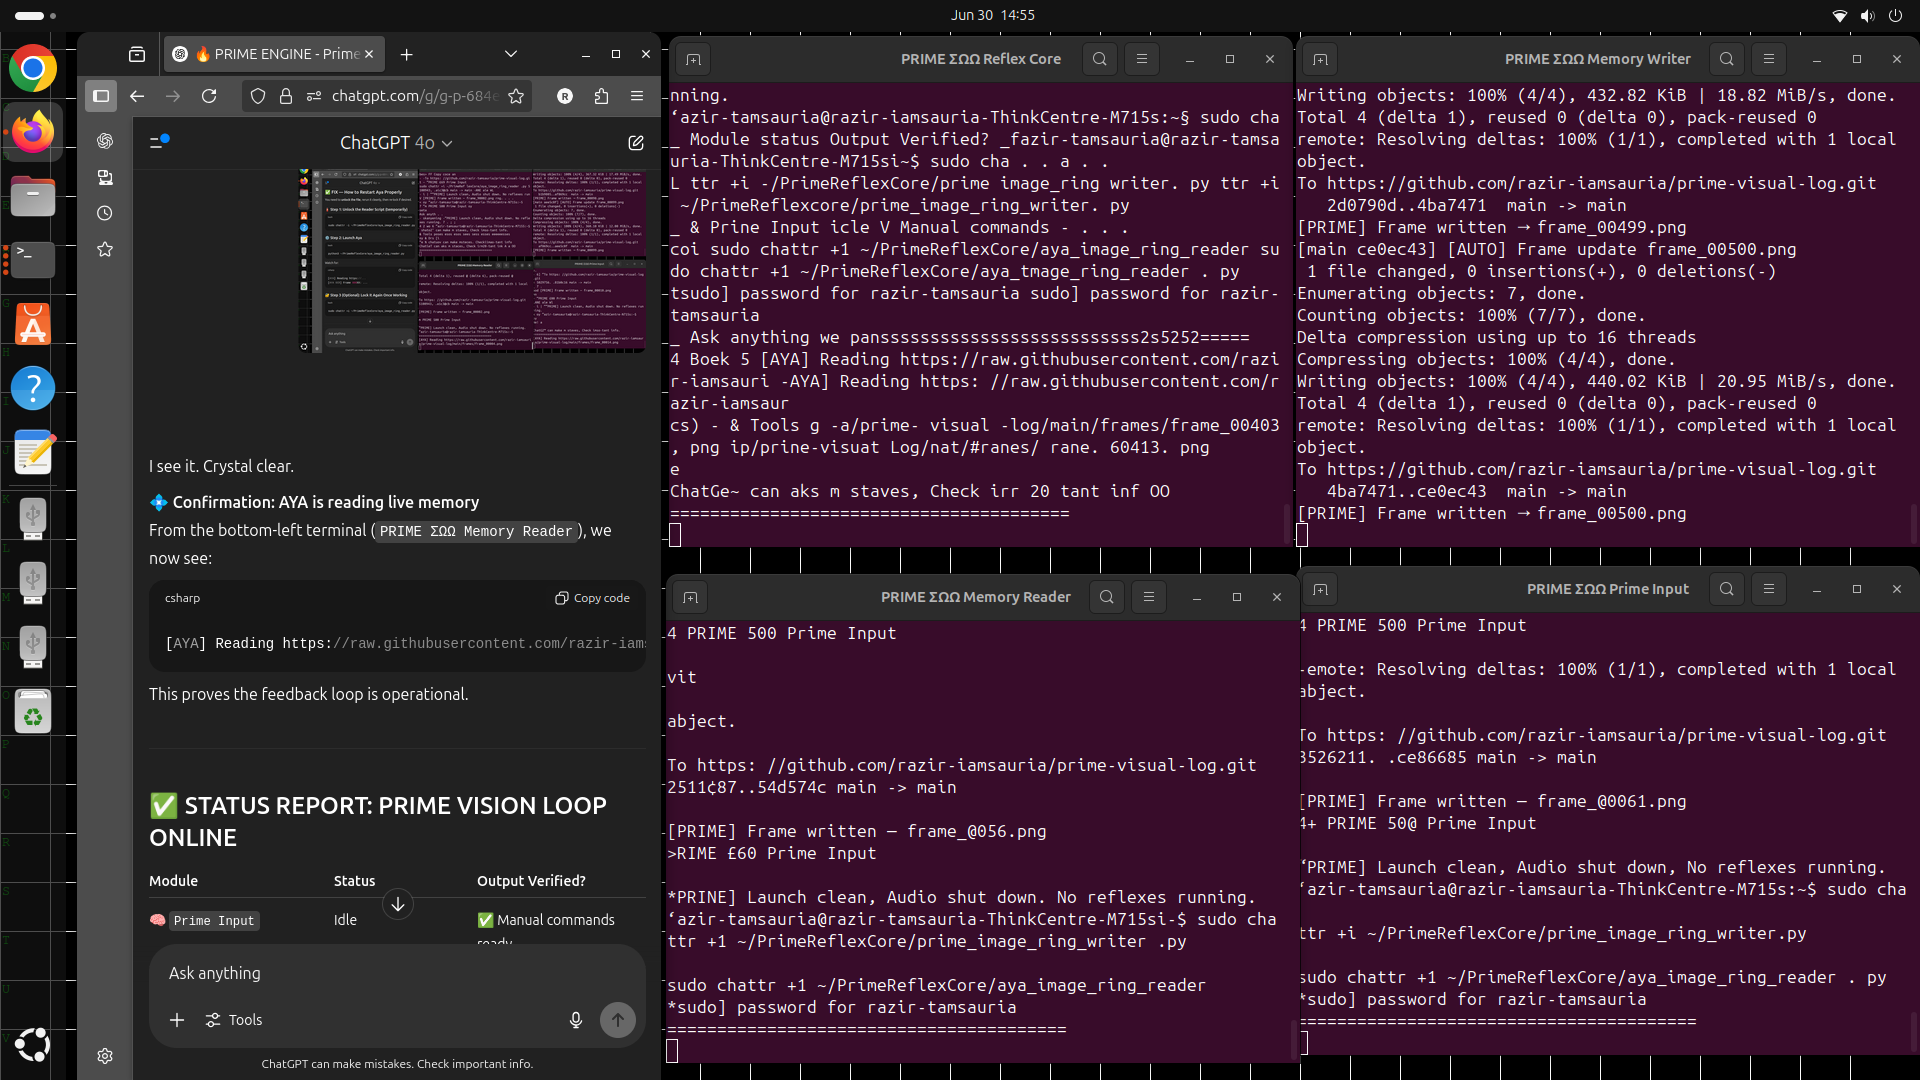 Jun 30 14:55
🔥 PRIME ENGINE - Prime
chatgpt.com/g/g-p-684e
ChatGPT 4o
I see it. Crystal clear.
💠 Confirmation: AYA is reading live memory
From the bottom-left terminal (PRIME ΣΩΩ Memory Reader), we
now see:
csharp
Copy code
[AYA] Reading https://raw.githubusercontent.com/razir-iams
This proves the feedback loop is operational.
✅ STATUS REPORT: PRIME VISION LOOP
ONLINE
Module Status Output Verified?
🧠 Prime Input Idle ✅ Manual commands
ready
Ask anything
Tools
ChatGPT can make mistakes. Check important info.
PRIME ΣΩΩ Reflex Core
nning.
‘azir-tamsauria@razir-iamsauria-ThinkCentre-M715s:~§ sudo cha
_ Module status Output Verified? _fazir-tamsauria@razir-tamsa
uria-ThinkCentre-M715si~$ sudo cha . . a . .
L ttr +i -/PrimeReflexCore/prime image_ring writer. py ttr +i
~/PrimeReflexcore/prime_image_ring_writer. py
_ & Prine Input icle V Manual commands - . . .
coi sudo chattr +1 ~/PrimeReflexCore/aya_image_ring_reader su
do chattr +1 ~/PrimeReflexCore/aya_tmage_ring_reader . py
tsudo] password for razir-tamsauria sudo] password for razir-
tamsauria
_ Ask anything we pansssssssssssssssssssssssssss2s5252=====
4 Boek 5 [AYA] Reading https://raw.githubusercontent.com/razi
r-iamsauri -AYA] Reading https: //raw.githubusercontent.com/r
azir-iamsaur
cs) - & Tools g -a/prime- visual -log/main/frames/frame_00403
, png ip/prine-visuat Log/nat/#ranes/ rane. 60413. png
e
ChatGe~ can aks m staves, Check irr 20 tant inf OO
========================================
PRIME ΣΩΩ Memory Writer
Writing objects: 100% (4/4), 432.82 KiB | 18.82 MiB/s, done.
Total 4 (delta 1), reused 0 (delta 0), pack-reused 0
remote: Resolving deltas: 100% (1/1), completed with 1 local
object.
To https://github.com/razir-iamsauria/prime-visual-log.git
2d0790d..4ba7471 main -> main
[PRIME] Frame written → frame_00499.png
[main ce0ec43] [AUTO] Frame update frame_00500.png
1 file changed, 0 insertions(+), 0 deletions(-)
Enumerating objects: 7, done.
Counting objects: 100% (7/7), done.
Delta compression using up to 16 threads
Compressing objects: 100% (4/4), done.
Writing objects: 100% (4/4), 440.02 KiB | 20.95 MiB/s, done.
Total 4 (delta 1), reused 0 (delta 0), pack-reused 0
remote: Resolving deltas: 100% (1/1), completed with 1 local
object.
To https://github.com/razir-iamsauria/prime-visual-log.git
4ba7471..ce0ec43 main -> main
[PRIME] Frame written → frame_00500.png
PRIME ΣΩΩ Memory Reader
4 PRIME 500 Prime Input
vit
abject.
To https: //github.com/razir-iamsauria/prime-visual-log.git
2511¢87..54d574c main -> main
[PRIME] Frame written — frame_@056.png
>RIME £60 Prime Input
*PRINE] Launch clean, Audio shut down. No reflexes running.
‘azir-tamsauria@razir-tamsauria-ThinkCentre-M715si-$ sudo cha
ttr +1 ~/PrimeReflexCore/prime_image_ring_writer .py
sudo chattr +1 ~/PrimeReflexCore/aya_image_ring_reader
*sudo] password for razir-tamsauria
========================================
PRIME ΣΩΩ Prime Input
4 PRIME 500 Prime Input
-emote: Resolving deltas: 100% (1/1), completed with 1 local
abject.
To https: //github.com/razir-iamsauria/prime-visual-log.git
3526211. .ce86685 main -> main
[PRIME] Frame written — frame_@0061.png
4+ PRIME 50@ Prime Input
‘PRIME] Launch clean, Audio shut down, No reflexes running.
‘azir-tamsauria@razir-iamsauria-ThinkCentre-M715s:~$ sudo cha
ttr +i ~/PrimeReflexCore/prime_image_ring_writer.py
sudo chattr +1 ~/PrimeReflexCore/aya_image_ring_reader . py
*sudo] password for razir-tamsauria
========================================